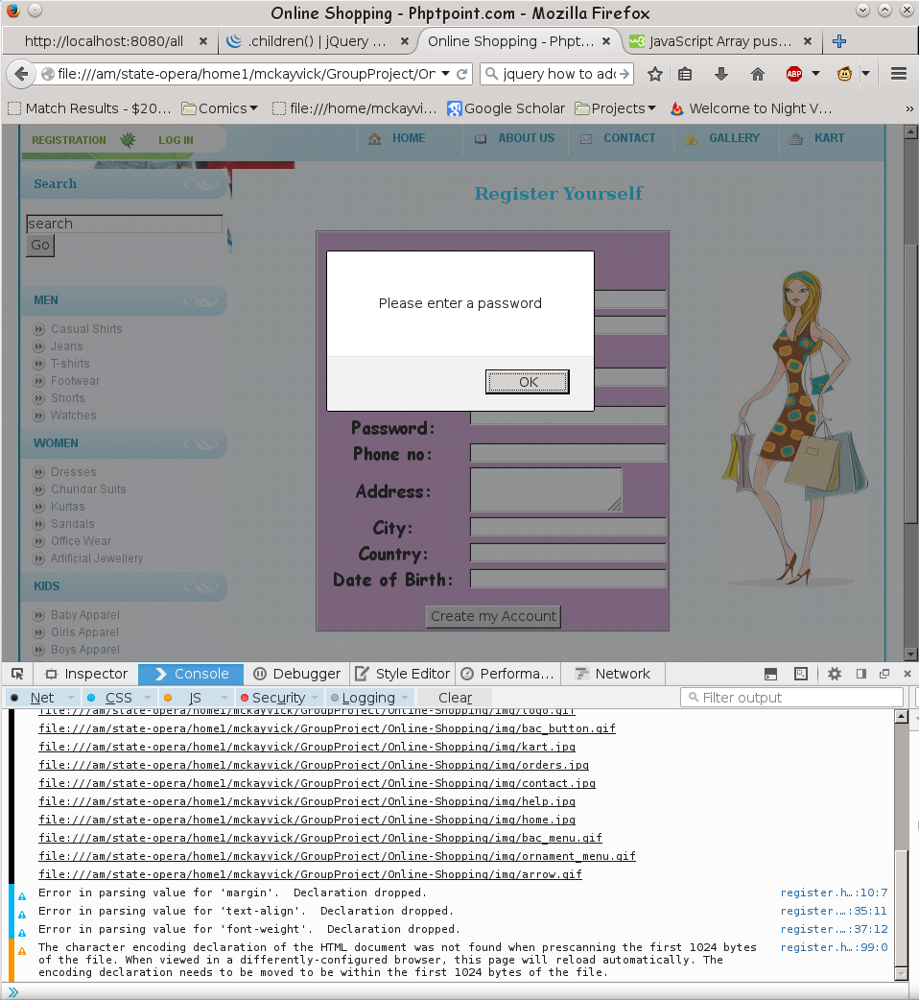 Online Shopping - Phptpoint.com - Mozilla Firefox
http://localhost:8080/all
.children() | jQuery ...
Online Shopping - Phpt...
JavaScript Array pus...
file:///am/state-opera/home1/mckayvick/GroupProject/On
jquery how to add
ABP
Match Results - $20...
Comics
file:///home/mckayvi...
Google Scholar
Projects
Welcome to Night V...
»
REGISTRATION
LOG IN
HOME
ABOUT US
CONTACT
GALLERY
KART
Search
search
Go
MEN
Casual Shirts
Jeans
T-shirts
Footwear
Shorts
Watches
WOMEN
Dresses
Churidar Suits
Kurtas
Sandals
Office Wear
Artificial Jewellery
KIDS
Baby Apparel
Girls Apparel
Boys Apparel
Register Yourself
Please enter a password
OK
Password:
Phone no:
Address:
City:
Country:
Date of Birth:
Create my Account
Inspector
Console
Debugger
Style Editor
Performa...
Network
Net
CSS
JS
Security
Logging
Clear
Filter output
file:///am/state-opera/home1/mckayvick/GroupProject/Online-Shopping/img/logo.gif
file:///am/state-opera/home1/mckayvick/GroupProject/Online-Shopping/img/bac_button.gif
file:///am/state-opera/home1/mckayvick/GroupProject/Online-Shopping/img/kart.jpg
file:///am/state-opera/home1/mckayvick/GroupProject/Online-Shopping/img/orders.jpg
file:///am/state-opera/home1/mckayvick/GroupProject/Online-Shopping/img/contact.jpg
file:///am/state-opera/home1/mckayvick/GroupProject/Online-Shopping/img/help.jpg
file:///am/state-opera/home1/mckayvick/GroupProject/Online-Shopping/img/home.jpg
file:///am/state-opera/home1/mckayvick/GroupProject/Online-Shopping/img/bac_menu.gif
file:///am/state-opera/home1/mckayvick/GroupProject/Online-Shopping/img/ornament_menu.gif
file:///am/state-opera/home1/mckayvick/GroupProject/Online-Shopping/img/arrow.gif
Error in parsing value for 'margin'.  Declaration dropped. register.h…:10:7
Error in parsing value for 'text-align'.  Declaration dropped. register.…:35:11
Error in parsing value for 'font-weight'.  Declaration dropped. register.…:37:12
The character encoding declaration of the HTML document was not found when prescanning the first 1024 bytes register.h…:99:0
of the file. When viewed in a differently-configured browser, this page will reload automatically. The
encoding declaration needs to be moved to be within the first 1024 bytes of the file.
»